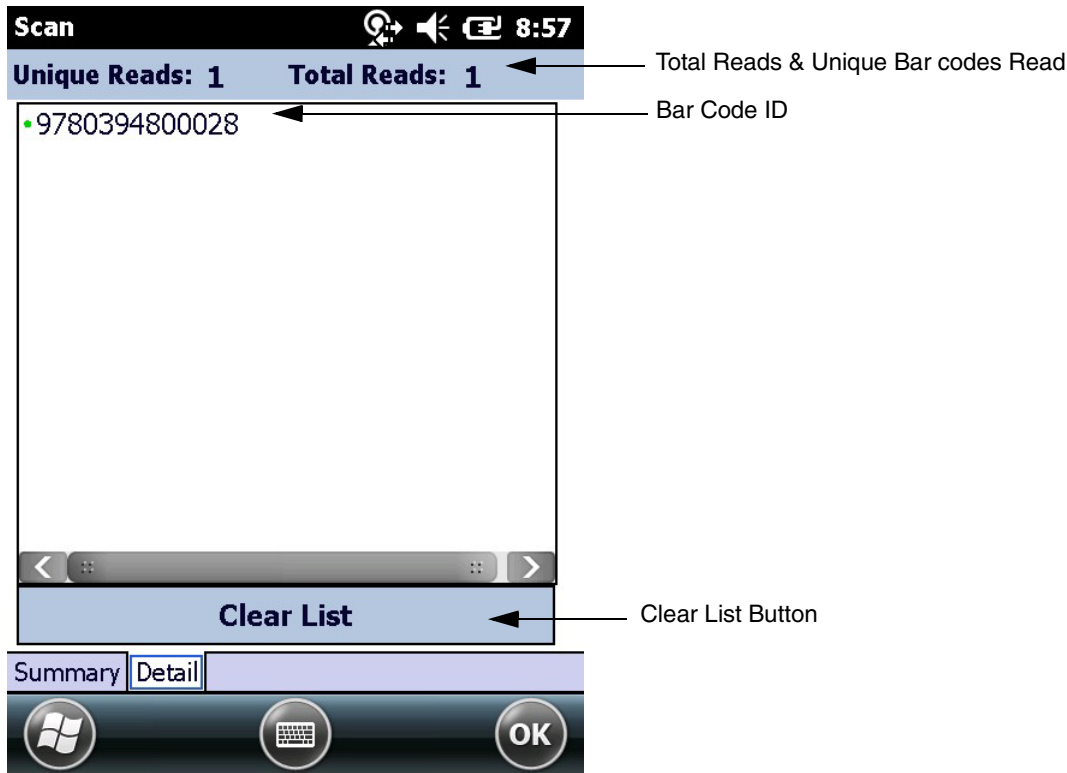 Scan 8:57
Unique Reads: 1 Total Reads: 1
Total Reads & Unique Bar codes Read
9780394800028
Bar Code ID
Clear List
Clear List Button
Summary Detail
OK